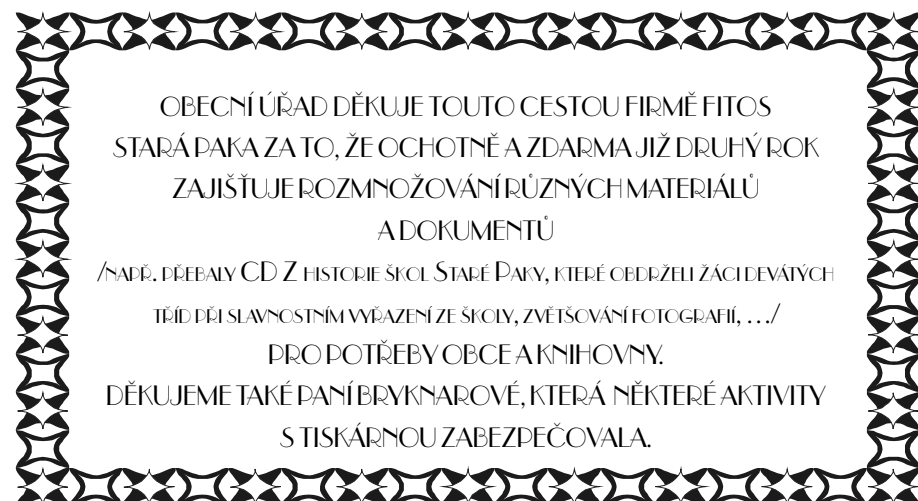 OBECNÍ ÚŘAD DĚKUJE TOUTO CESTOU FIRMĚ FITOS
STARÁ PAKA ZA TO, ŽE OCHOTNĚ A ZDARMA JIŽ DRUHÝ ROK
ZAJIŠŤUJE ROZMNOŽOVÁNÍ RŮZNÝCH MATERIÁLŮ
A DOKUMENTŮ
/NAPŘ. PŘEBALY CD Z HISTORIE ŠKOL STARÉ PAKY, KTERÉ OBDRŽELI ŽÁCI DEVÁTÝCH
TŘÍD PŘI SLAVNOSTNÍM VYŘAZENÍ ZE ŠKOLY, ZVĚTŠOVÁNÍ FOTOGRAFIÍ, .../
PRO POTŘEBY OBCE A KNIHOVNY.
DĚKUJEME TAKÉ PANÍ BRYKNAROVÉ, KTERÁ NĚKTERÉ AKTIVITY
S TISKÁRNOU ZABEZPEČOVALA.